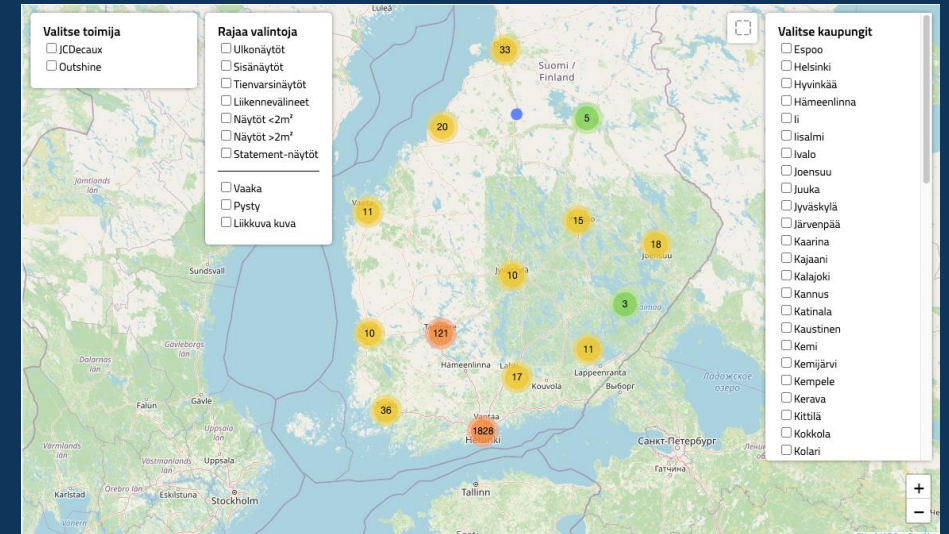 Valitse toimija
JCDecaux
Outshine
Rajaa valintoja
Ulkonäytöt
Sisänäytöt
Tienvarsinäytöt
Liikennevälineet
Näytöt <2m²
Näytöt >2m²
Statement-näytöt
Vaaka
Pysty
Liikkuva kuva
Valitse kaupungit
Espoo
Helsinki
Hyvinkää
Hämeenlinna
Ii
Iisalmi
Ivalo
Joensuu
Juuka
Jyväskylä
Järvenpää
Kaarina
Kajaani
Kalajoki
Kannus
Katinala
Kaustinen
Kemi
Kemijärvi
Kempele
Kerava
Kittilä
Kokkola
Kolari
Luleå
33
Suomi /
Finland
5
20
Jämtlands
län
11
15
18
Joensuu
Sundsvall
10
3
Gävleborgs
län
10
121
Dalarnas
län
Hämeenlinna
11
17
Lappeenranta
Kouvola
Выборг
Ладожское
озеро
Falun
Gävle
36
Vantaa
1828
Helsinki
Uppsala
län
Санкт-Петербург
Värmlands
län
Västmanlands
län
Uppsala
Гатчина
Karlstad
Örebro län
Eskilstuna
Stockholm
Tallinn
Vänern
+
−